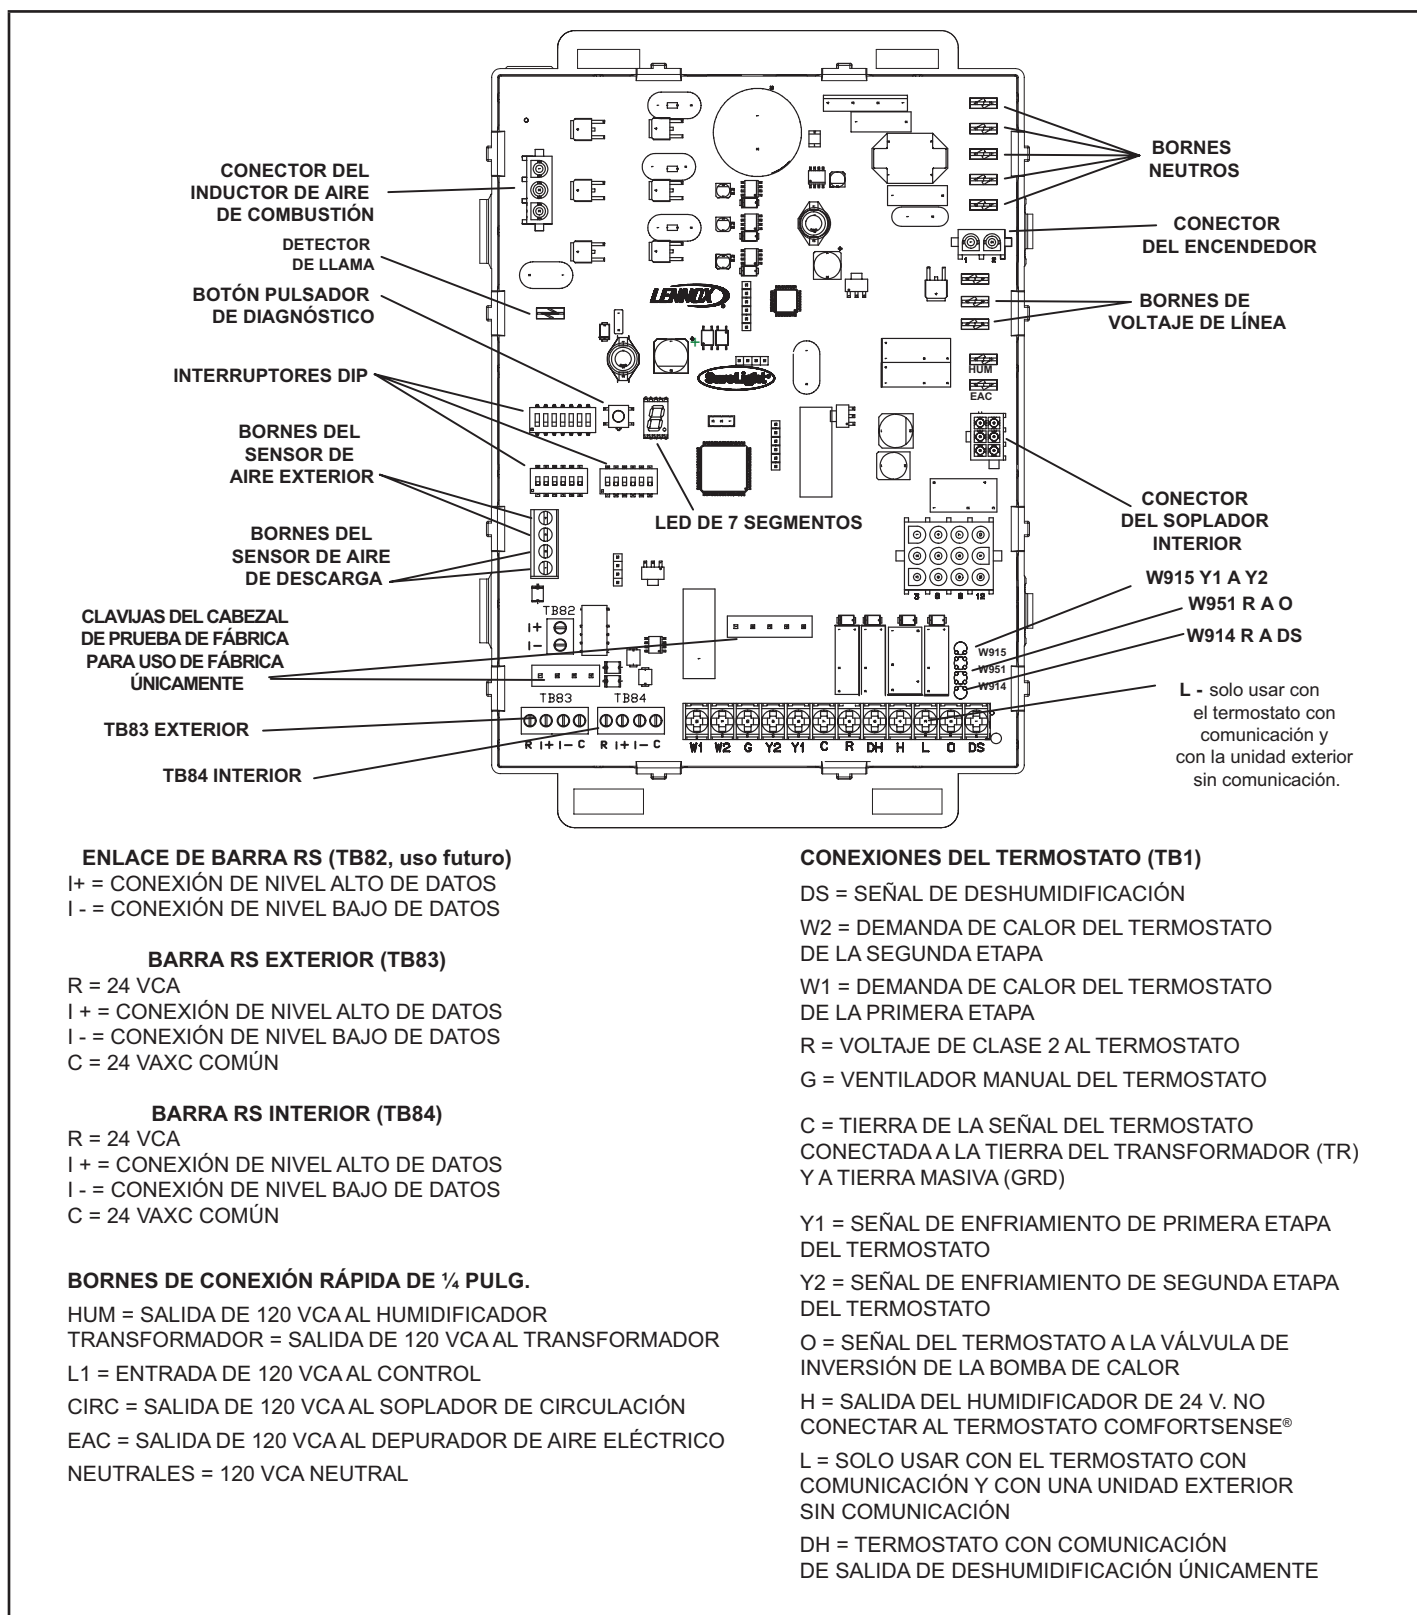 CONECTOR DEL
INDUCTOR DE AIRE
DE COMBUSTIÓN
DETECTOR
DE LLAMA
BOTÓN PULSADOR
DE DIAGNÓSTICO
INTERRUPTORES DIP
BORNES DEL
SENSOR DE
AIRE EXTERIOR
BORNES DEL
SENSOR DE AIRE
DE DESCARGA
CLAVIJAS DEL CABEZAL
DE PRUEBA DE FÁBRICA
PARA USO DE FÁBRICA
ÚNICAMENTE
TB83 EXTERIOR
TB84 INTERIOR
LENNOX®
SureLight
LED DE 7 SEGMENTOS
1 2
HUM
EAC
3 6 9 12
TB82
I+
I-
TB83
TB84
R I+ I- C
R I+ I- C
W915
W951
W914
W1 W2 G Y2 Y1 C R DH H L O DS
BORNES
NEUTROS
CONECTOR
DEL ENCENDEDOR
BORNES DE
VOLTAJE DE LÍNEA
CONECTOR
DEL SOPLADOR
INTERIOR
W915 Y1 A Y2
W951 R A O
W914 R A DS
L - solo usar con
el termostato con
comunicación y
con la unidad exterior
sin comunicación.
ENLACE DE BARRA RS (TB82, uso futuro)
I+ = CONEXIÓN DE NIVEL ALTO DE DATOS
I - = CONEXIÓN DE NIVEL BAJO DE DATOS
BARRA RS EXTERIOR (TB83)
R = 24 VCA
I + = CONEXIÓN DE NIVEL ALTO DE DATOS
I - = CONEXIÓN DE NIVEL BAJO DE DATOS
C = 24 VAXC COMÚN
BARRA RS INTERIOR (TB84)
R = 24 VCA
I + = CONEXIÓN DE NIVEL ALTO DE DATOS
I - = CONEXIÓN DE NIVEL BAJO DE DATOS
C = 24 VAXC COMÚN
BORNES DE CONEXIÓN RÁPIDA DE ¼ PULG.
HUM = SALIDA DE 120 VCA AL HUMIDIFICADOR
TRANSFORMADOR = SALIDA DE 120 VCA AL TRANSFORMADOR
L1 = ENTRADA DE 120 VCA AL CONTROL
CIRC = SALIDA DE 120 VCA AL SOPLADOR DE CIRCULACIÓN
EAC = SALIDA DE 120 VCA AL DEPURADOR DE AIRE ELÉCTRICO
NEUTRALES = 120 VCA NEUTRAL
CONEXIONES DEL TERMOSTATO (TB1)
DS = SEÑAL DE DESHUMIDIFICACIÓN
W2 = DEMANDA DE CALOR DEL TERMOSTATO
DE LA SEGUNDA ETAPA
W1 = DEMANDA DE CALOR DEL TERMOSTATO
DE LA PRIMERA ETAPA
R = VOLTAJE DE CLASE 2 AL TERMOSTATO
G = VENTILADOR MANUAL DEL TERMOSTATO
C = TIERRA DE LA SEÑAL DEL TERMOSTATO
CONECTADA A LA TIERRA DEL TRANSFORMADOR (TR)
Y A TIERRA MASIVA (GRD)
Y1 = SEÑAL DE ENFRIAMIENTO DE PRIMERA ETAPA
DEL TERMOSTATO
Y2 = SEÑAL DE ENFRIAMIENTO DE SEGUNDA ETAPA
DEL TERMOSTATO
O = SEÑAL DEL TERMOSTATO A LA VÁLVULA DE
INVERSIÓN DE LA BOMBA DE CALOR
H = SALIDA DEL HUMIDIFICADOR DE 24 V. NO
CONECTAR AL TERMOSTATO COMFORTSENSE®
L = SOLO USAR CON EL TERMOSTATO CON
COMUNICACIÓN Y CON UNA UNIDAD EXTERIOR
SIN COMUNICACIÓN
DH = TERMOSTATO CON COMUNICACIÓN
DE SALIDA DE DESHUMIDIFICACIÓN ÚNICAMENTE